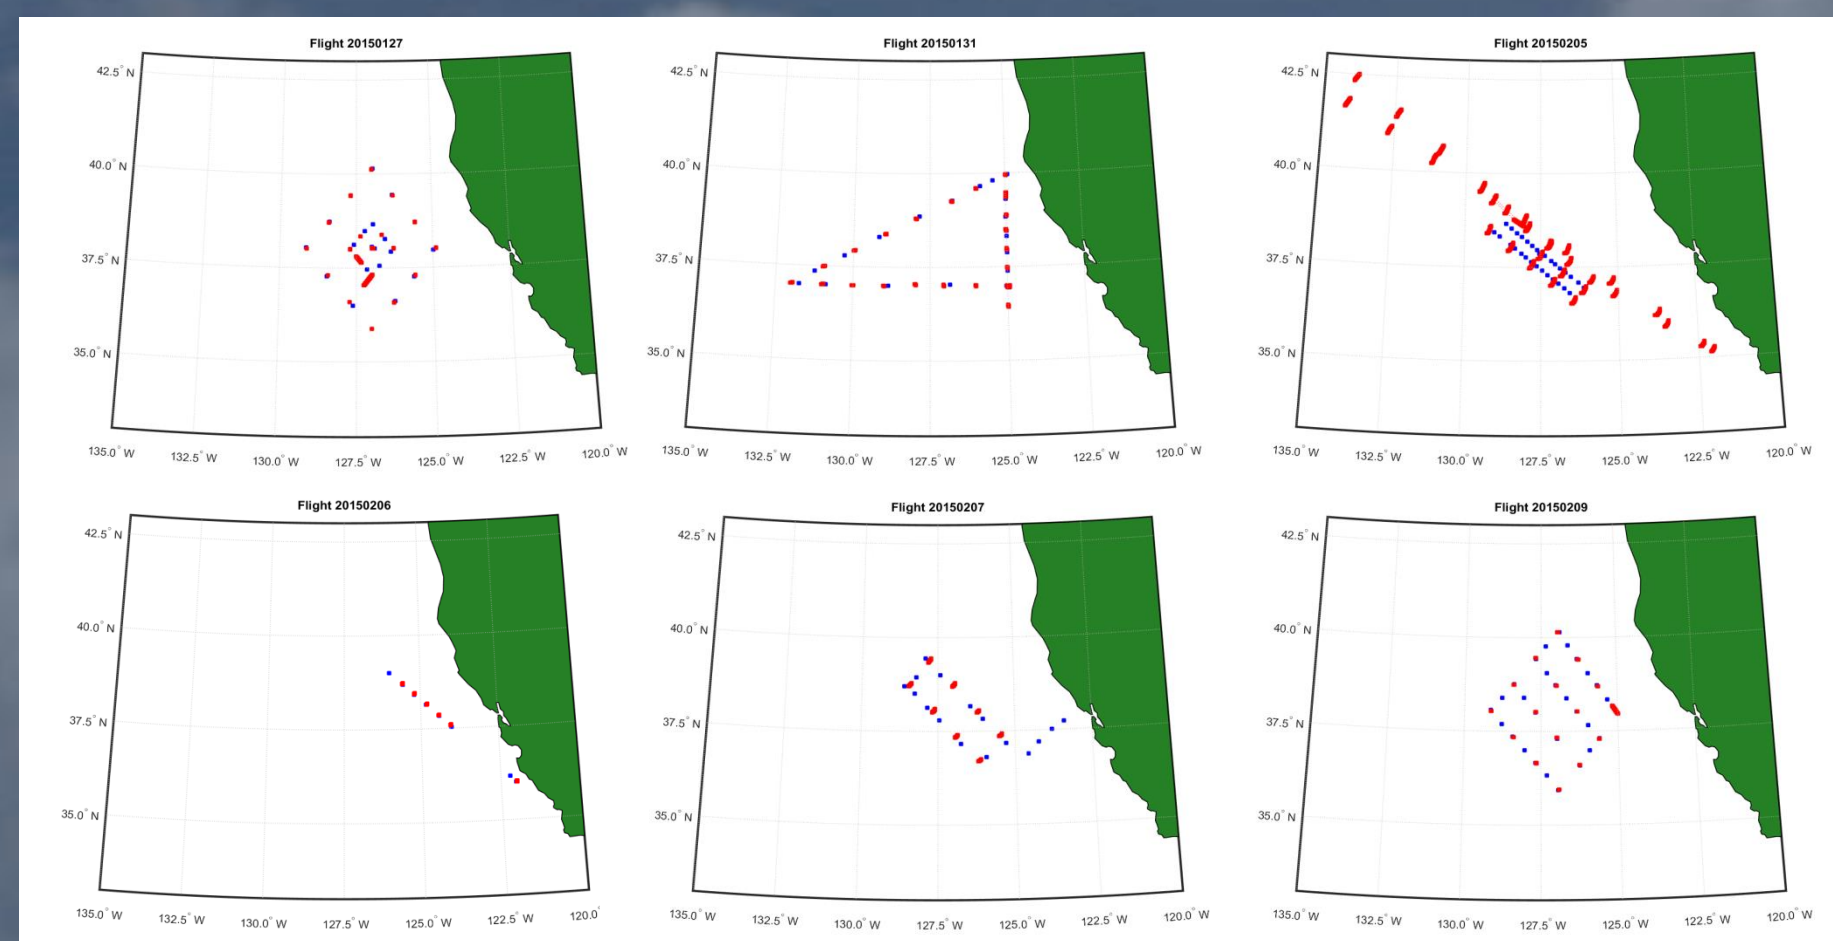 Flight 20150127
42.5° N
40.0° N
37.5° N
35.0° N
135.0° W
132.5° W
130.0° W
127.5° W
125.0° W
122.5° W
120.0° W
Flight 20150131
42.5° N
40.0° N
37.5° N
35.0° N
135.0° W
132.5° W
130.0° W
127.5° W
125.0° W
122.5° W
120.0° W
Flight 20150205
42.5° N
40.0° N
37.5° N
35.0° N
135.0° W
130.0° W
127.5° W
125.0° W
122.5° W
120.0° W
Flight 20150206
42.5° N
40.0° N
37.5° N
35.0° N
135.0° W
132.5° W
130.0° W
127.5° W
125.0° W
122.5° W
120.0°
Flight 20150207
42.5° N
40.0° N
37.5° N
35.0° N
135.0° W
132.5° W
130.0° W
127.5° W
125.0° W
122.5° W
120.0° W
Flight 20150209
42.5° N
40.0° N
37.5° N
35.0° N
135.0° W
132.5° W
130.0° W
127.5° W
125.0° W
122.5° W
120.0° W